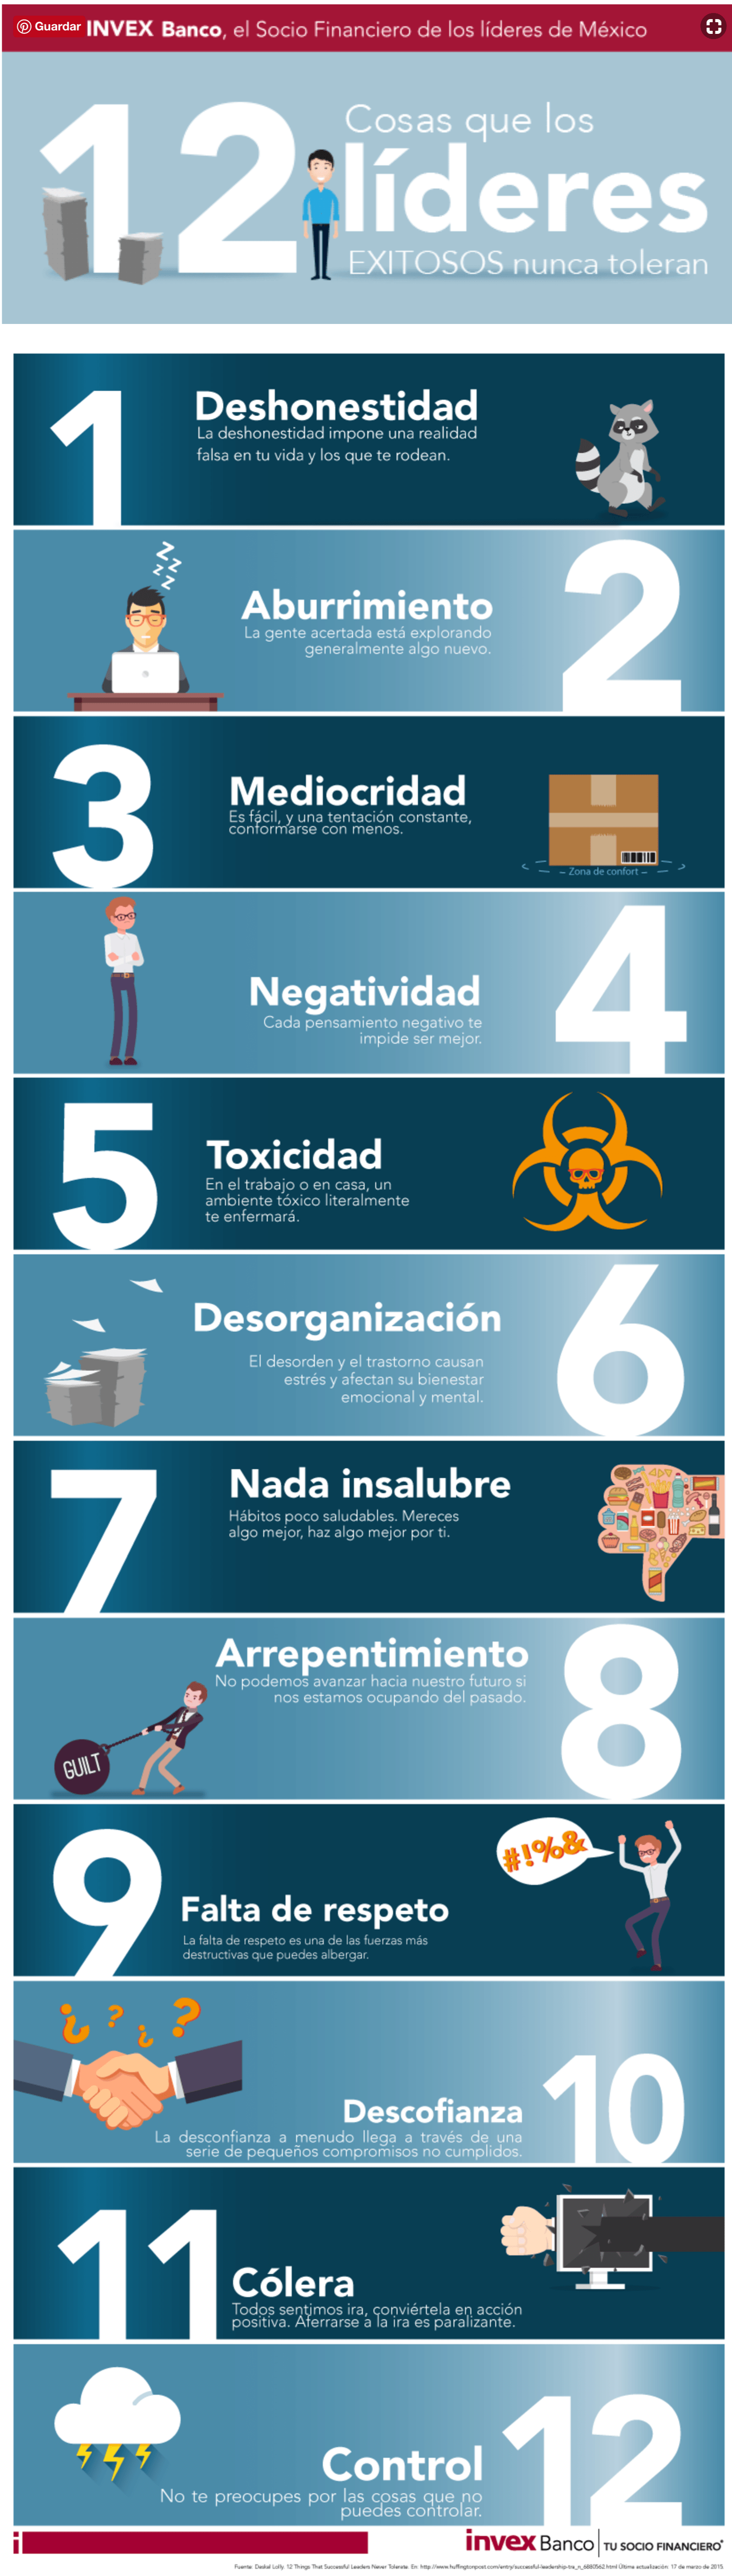 Guardar
INVEX Banco, el Socio Financiero de los líderes de México
12
Cosas que los
líderes
EXITOSOS nunca toleran
1
Deshonestidad
La deshonestidad impone una realidad
falsa en tu vida y los que te rodean.
z z z z
Aburrimiento
La gente acertada está explorando
generalmente algo nuevo.
2
3
Mediocridad
Es fácil, y una tentación constante,
conformarse con menos.
Zona de confort
Negatividad
Cada pensamiento negativo te
impide ser mejor.
4
5
Toxicidad
En el trabajo o en casa, un
ambiente tóxico literalmente
te enfermará.
Desorganización
El desorden y el trastorno causan
estrés y afectan su bienestar
emocional y mental.
6
7
Nada insalubre
Hábitos poco saludables. Mereces
algo mejor, haz algo mejor por ti.
Arrepentimiento
No podemos avanzar hacia nuestro futuro si
nos estamos ocupando del pasado.
GUILT
8
9
#!%&
Falta de respeto
La falta de respeto es una de las fuerzas más
destructivas que puedes albergar.
¿ ? ¿ ?
Descofianza
La desconfianza a menudo llega a través de una
serie de pequeños compromisos no cumplidos.
10
11
Cólera
Todos sentimos ira, conviértela en acción
positiva. Aferrarse a la ira es paralizante.
Control
No te preocupes por las cosas que no
puedes controlar.
12
invex Banco TU SOCIO FINANCIERO
Fuente: Daskal Lolly. 12 Things That Successful Leaders Never Tolerate. En: http://www.huffingtonpost.com/entry/successful-leadership-tra_n_6880562.html Última actualización: 17 de marzo de 2015.